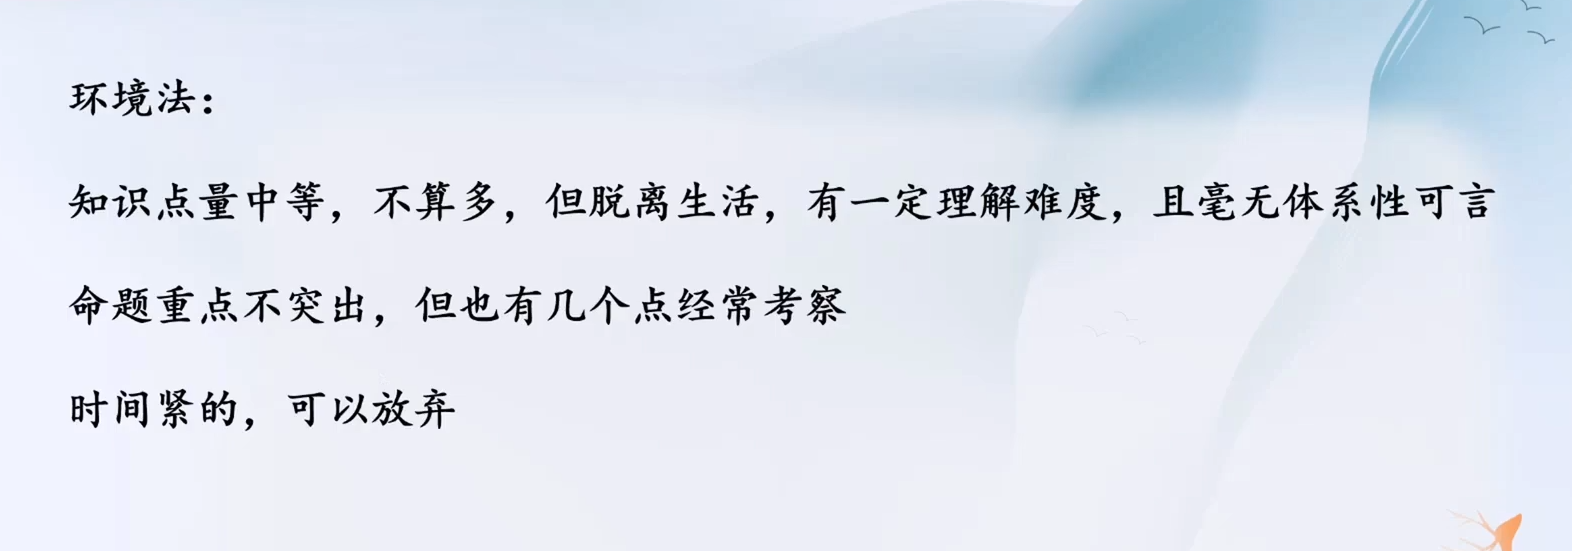 环境法：
知识点量中等，不算多，但脱离生活，有一定理解难度，且毫无体系性可言
命题重点不突出，但也有几个点经常考察
时间紧的，可以放弃